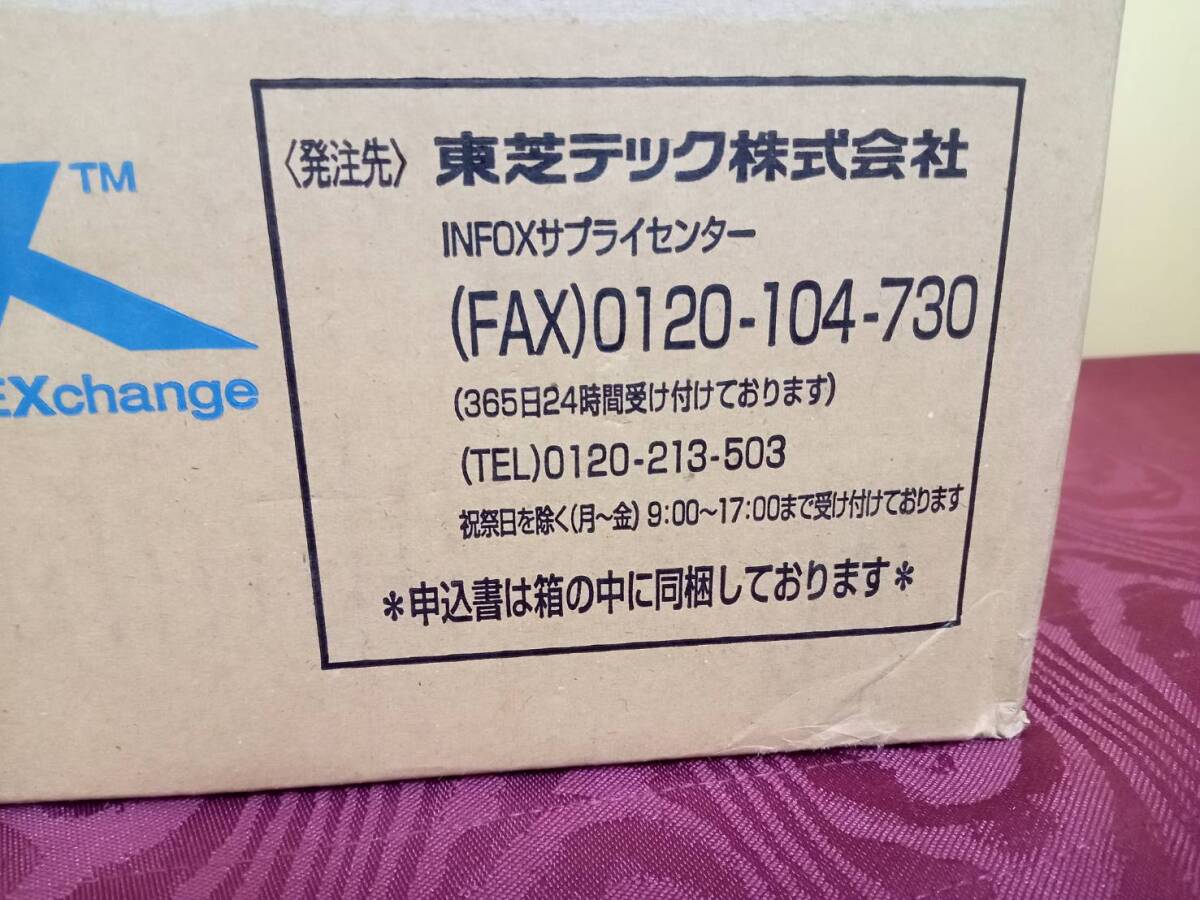 X™
EXchange
〈発注先〉 東芝テック株式会社
INFOXサプライセンター
(FAX)0120-104-730
(365日24時間受け付けております)
(TEL)0120-213-503
祝祭日を除く(月〜金) 9:00〜17:00まで受け付けております
*申込書は箱の中に同梱しております*